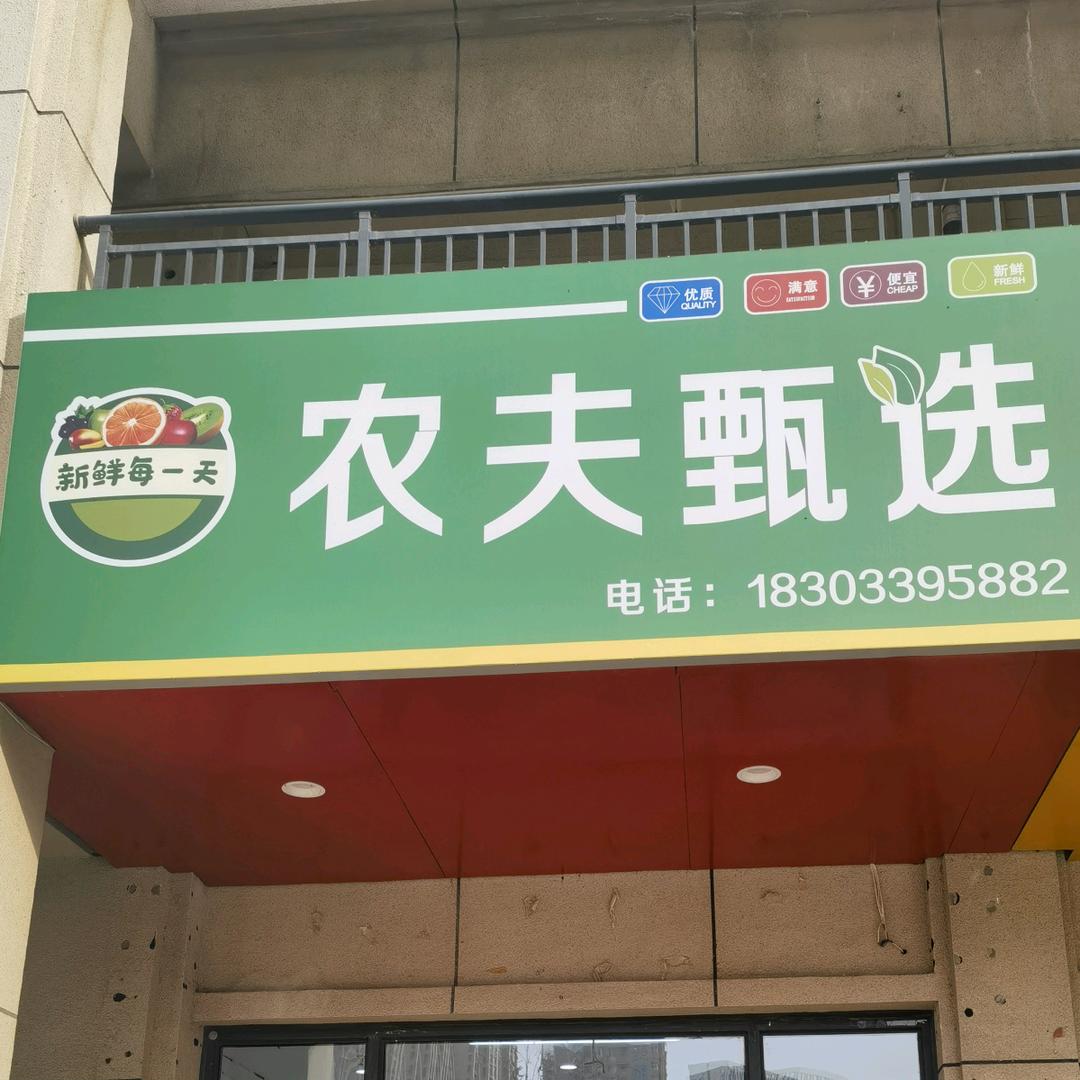 优质 QUALITY
满意 SATISFACTION
便宜 CHEAP
新鲜 FRESH
新鲜每一天
农夫甄选
电话：18303395882